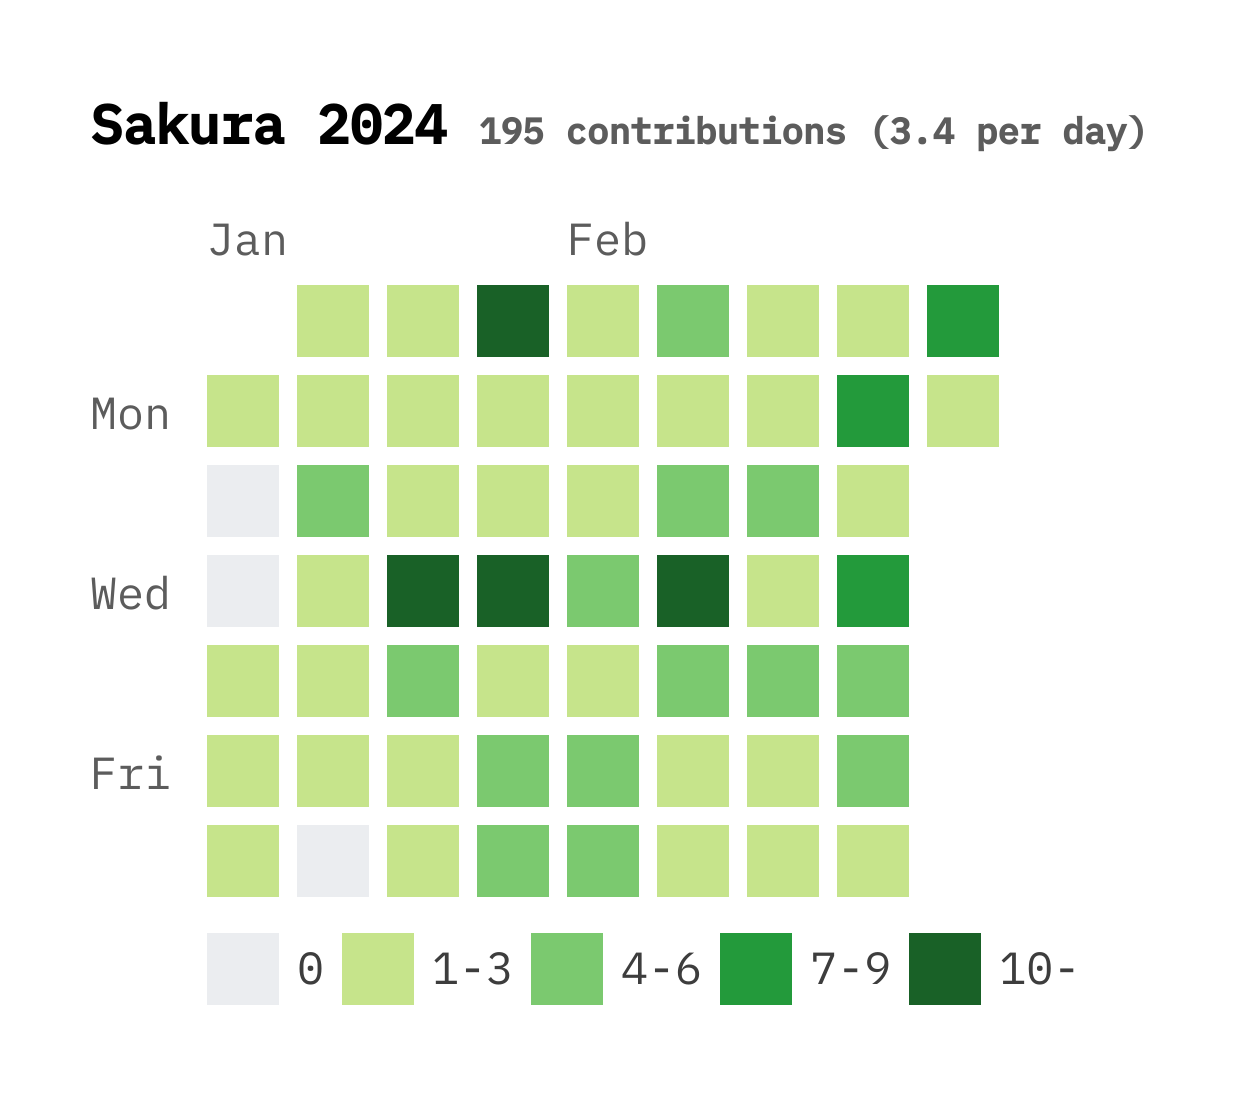 Sakura 2024 195 contributions (3.4 per day)
Jan Feb
Mon
Wed
Fri
0 1-3 4-6 7-9 10-